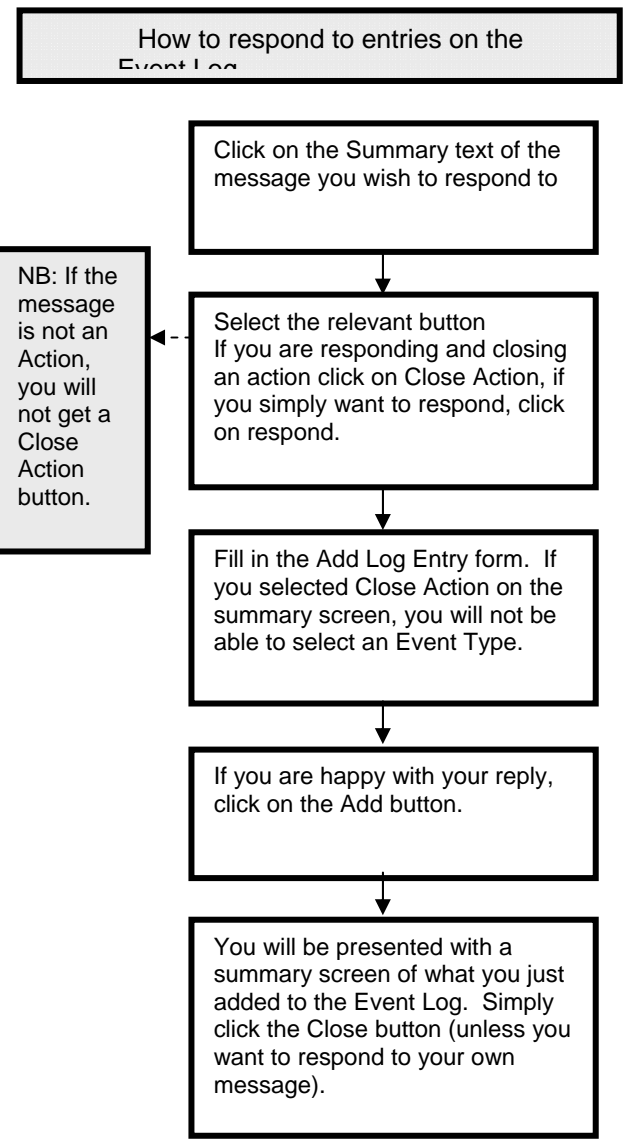 How to respond to entries on the
Event Log
Click on the Summary text of the
message you wish to respond to
NB: If the
message
is not an
Action,
you will
not get a
Close
Action
button.
Select the relevant button
If you are responding and closing
an action click on Close Action, if
you simply want to respond, click
on respond.
Fill in the Add Log Entry form.  If
you selected Close Action on the
summary screen, you will not be
able to select an Event Type.
If you are happy with your reply,
click on the Add button.
You will be presented with a
summary screen of what you just
added to the Event Log.  Simply
click the Close button (unless you
want to respond to your own
message).